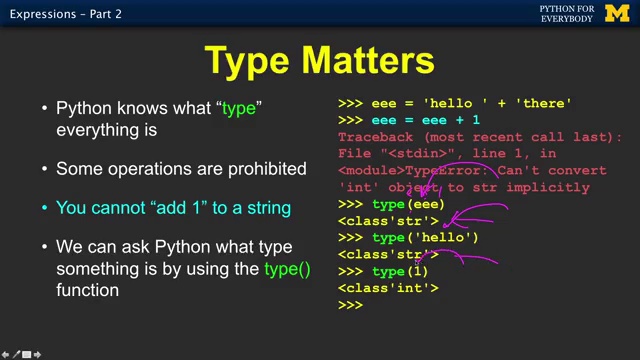 Expressions – Part 2
PYTHON FOR
EVERYBODY
M
Type Matters
• Python knows what “type”
everything is
• Some operations are prohibited
• You cannot “add 1” to a string
• We can ask Python what type
something is by using the type()
function
>>> eee = 'hello ' + 'there'
>>> eee = eee + 1
Traceback (most recent call last):
File "<stdin>", line 1, in
<module>TypeError: Can't convert
'int' object to str implicitly
>>> type(eee)
<class'str'>
>>> type('hello')
<class'str'>
>>> type(1)
<class'int'>
>>>